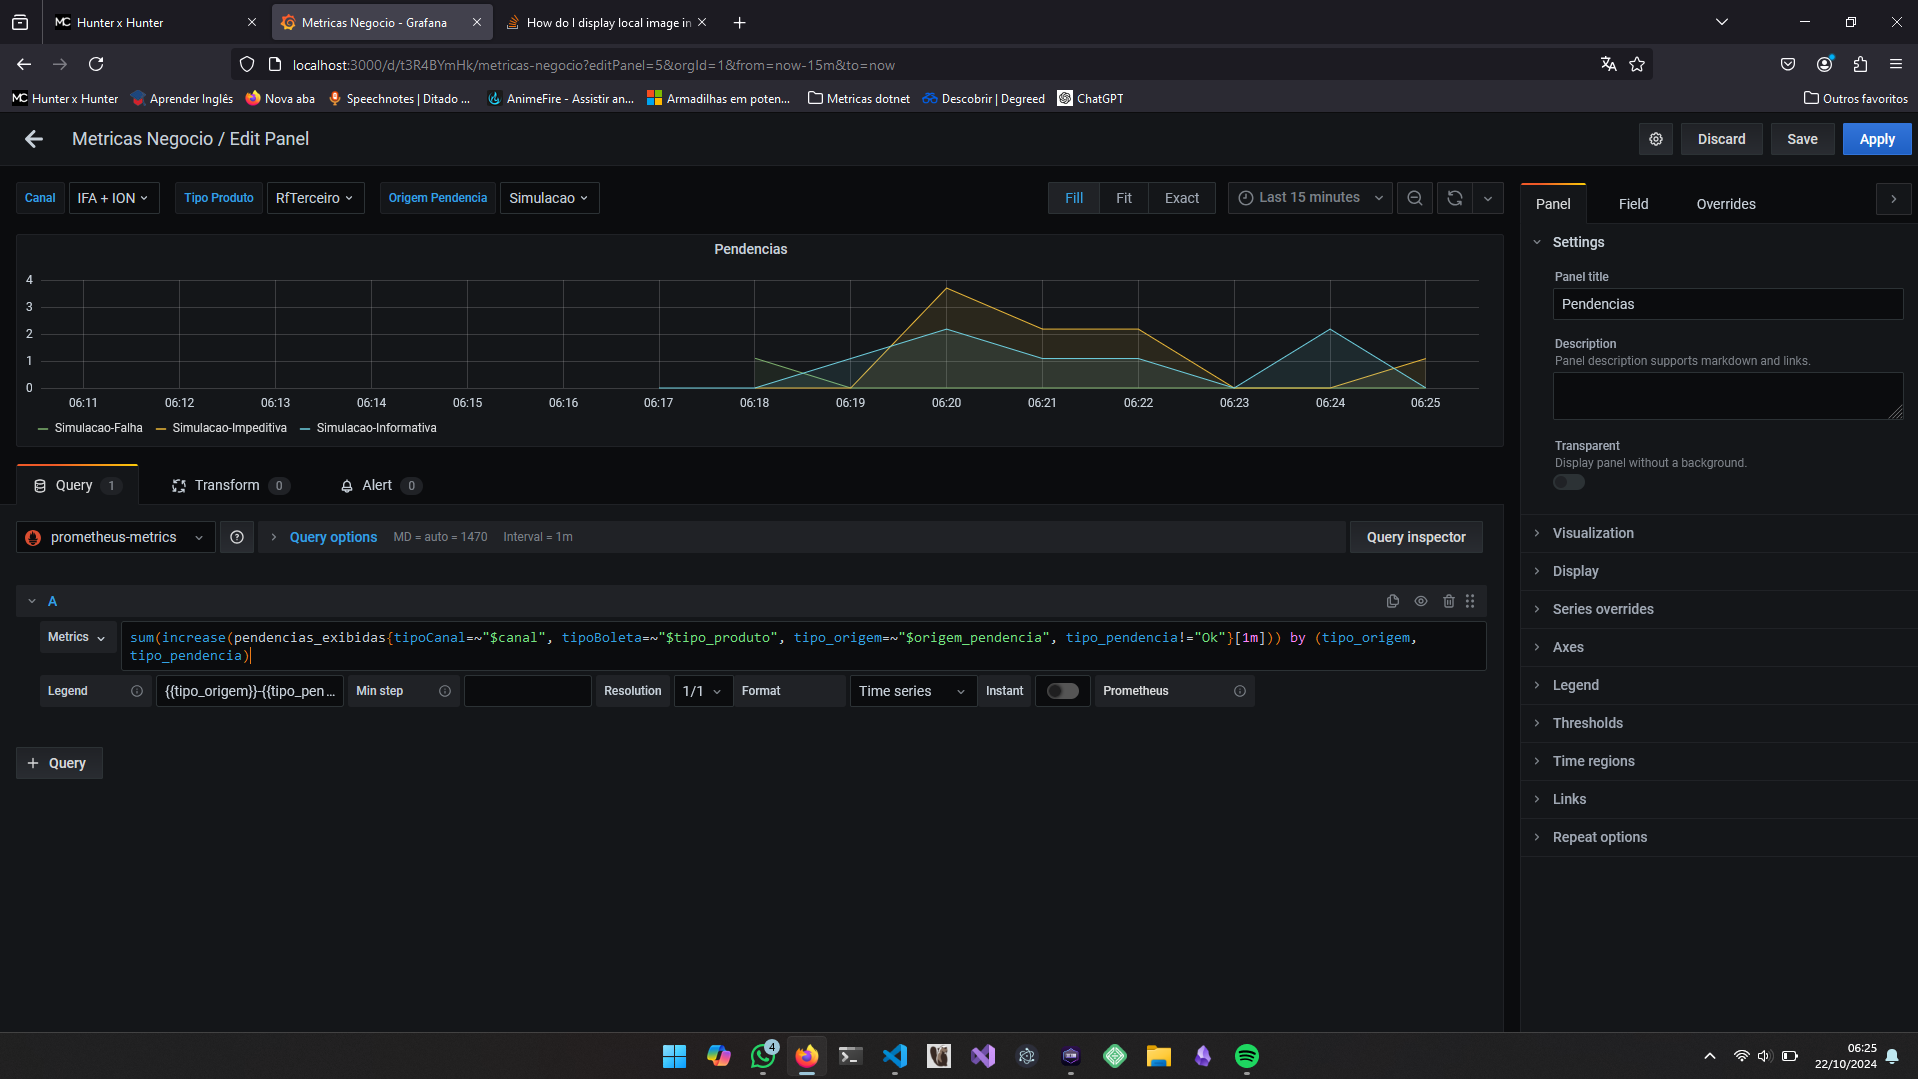 Hunter x Hunter
Metricas Negocio - Grafana
How do I display local image in
localhost:3000/d/t3R4BYmHk/metricas-negocio?editPanel=5&orgId=1&from=now-15m&to=now
Hunter x Hunter
Aprender Inglês
Nova aba
Speechnotes | Ditado ...
AnimeFire - Assistir an...
Armadilhas em poten...
Metricas dotnet
Descobrir | Degreed
ChatGPT
Outros favoritos
Metricas Negocio / Edit Panel
Discard
Save
Apply
Canal
IFA + ION
Tipo Produto
RfTerceiro
Origem Pendencia
Simulacao
Fill
Fit
Exact
Last 15 minutes
Panel
Field
Overrides
Pendencias
4
3
2
1
0
06:11 06:12 06:13 06:14 06:15 06:16 06:17 06:18 06:19 06:20 06:21 06:22 06:23 06:24 06:25
Simulacao-Falha Simulacao-Impeditiva Simulacao-Informativa
Query 1
Transform 0
Alert 0
prometheus-metrics
Query options
MD = auto = 1470
Interval = 1m
Query inspector
A
Metrics
sum(increase(pendencias_exibidas{tipoCanal=~"$canal", tipoBoleta=~"$tipo_produto", tipo_origem=~"$origem_pendencia", tipo_pendencia!="Ok"}[1m])) by (tipo_origem,
tipo_pendencia)
Legend
{{tipo_origem}}-{{tipo_pen ...
Min step
Resolution
1/1
Format
Time series
Instant
Prometheus
+ Query
Settings
Panel title
Pendencias
Description
Panel description supports markdown and links.
Transparent
Display panel without a background.
Visualization
Display
Series overrides
Axes
Legend
Thresholds
Time regions
Links
Repeat options
4
06:25
22/10/2024